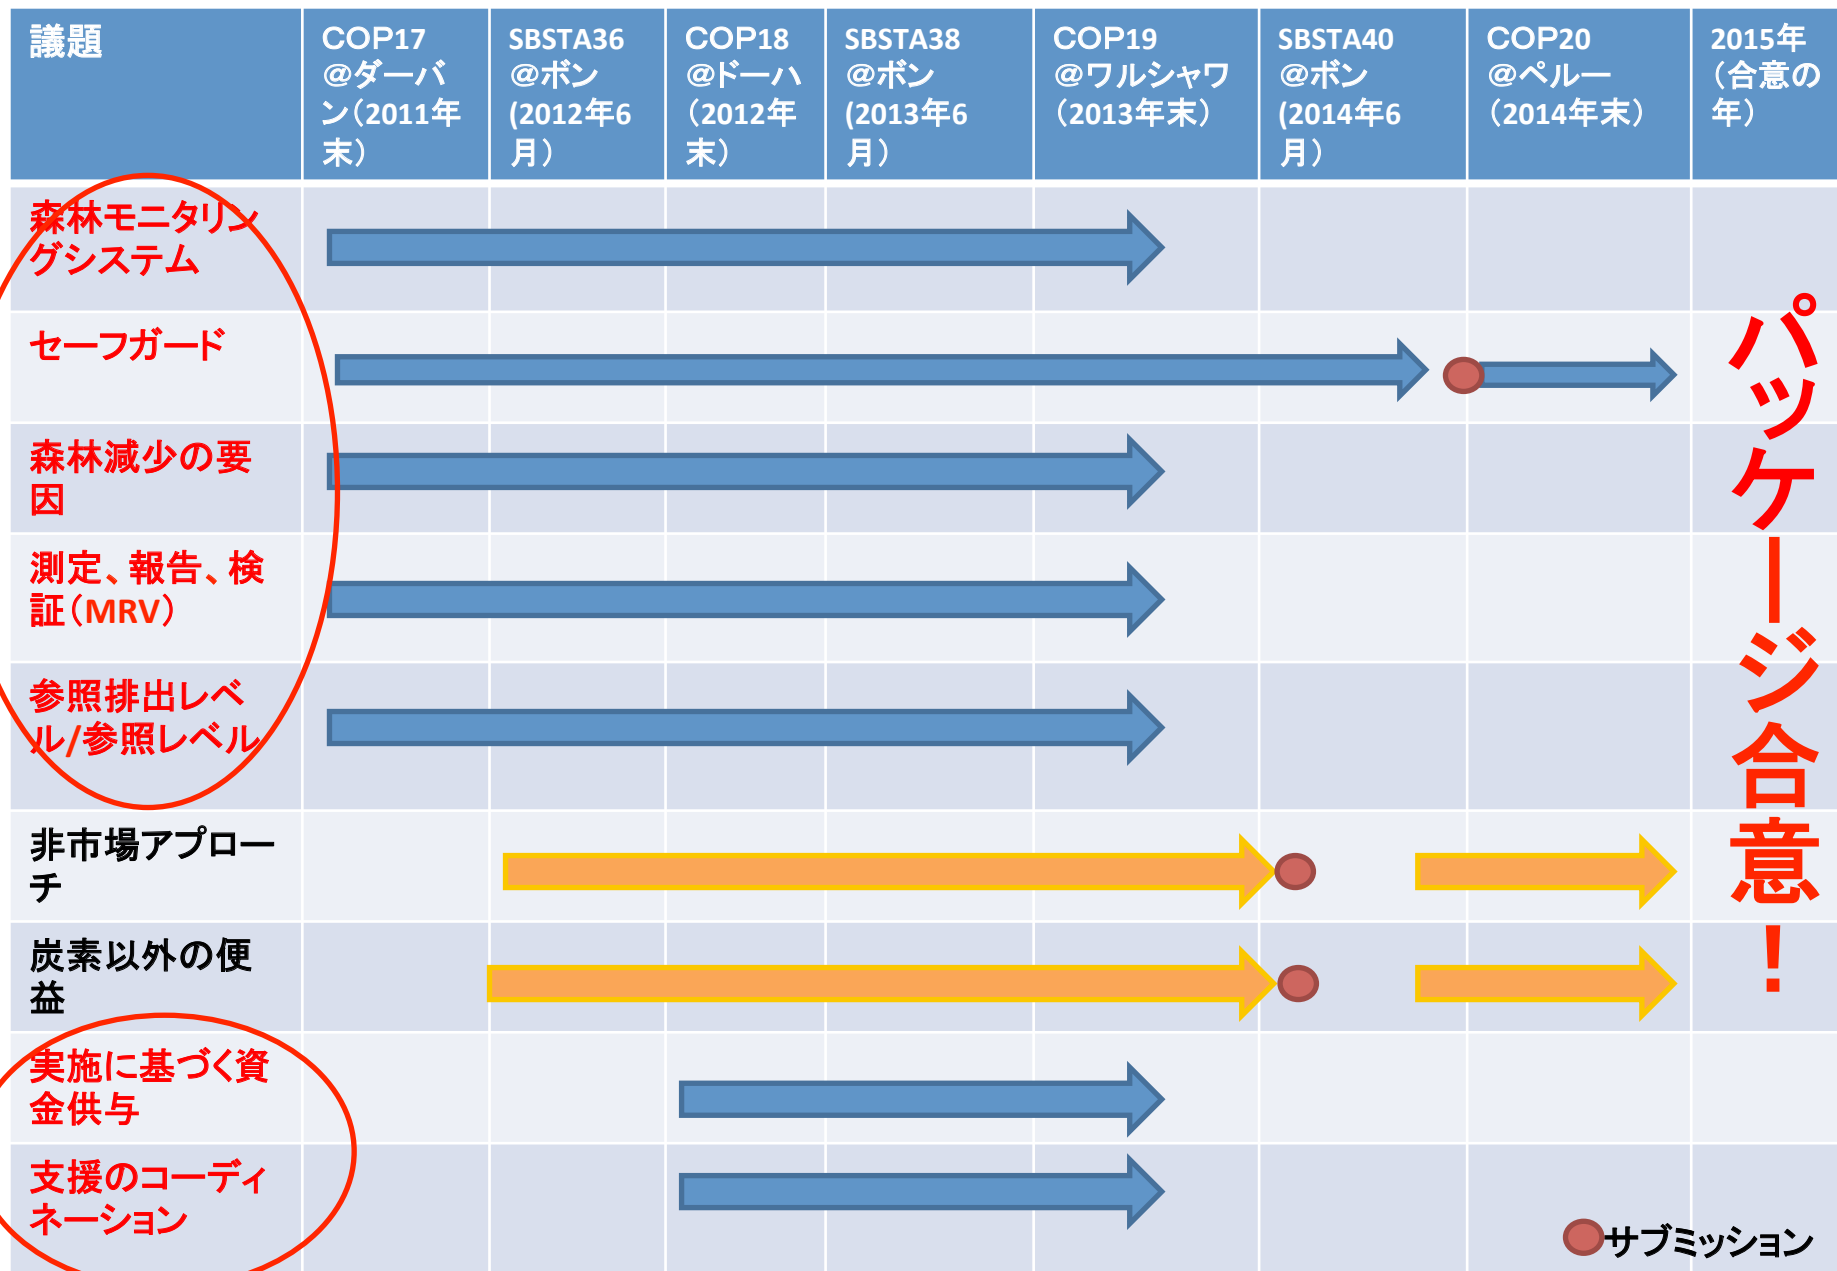 議題
COP17
@ダーバ
ン（2011年
末）
SBSTA36
@ボン
(2012年6
月）
COP18
@ドーハ
（2012年
末）
SBSTA38
@ボン
(2013年6
月）
COP19
@ワルシャワ
（2013年末）
SBSTA40
@ボン
(2014年6
月）
COP20
@ペルー
（2014年末）
2015年
（合意の
年）
森林モニタリン
グシステム
セーフガード
森林減少の要
因
測定、報告、検
証（MRV）
参照排出レベ
ル/参照レベル
非市場アプロー
チ
炭素以外の便
益
実施に基づく資
金供与
支援のコーディ
ネーション
パッケージ合意！
サブミッション